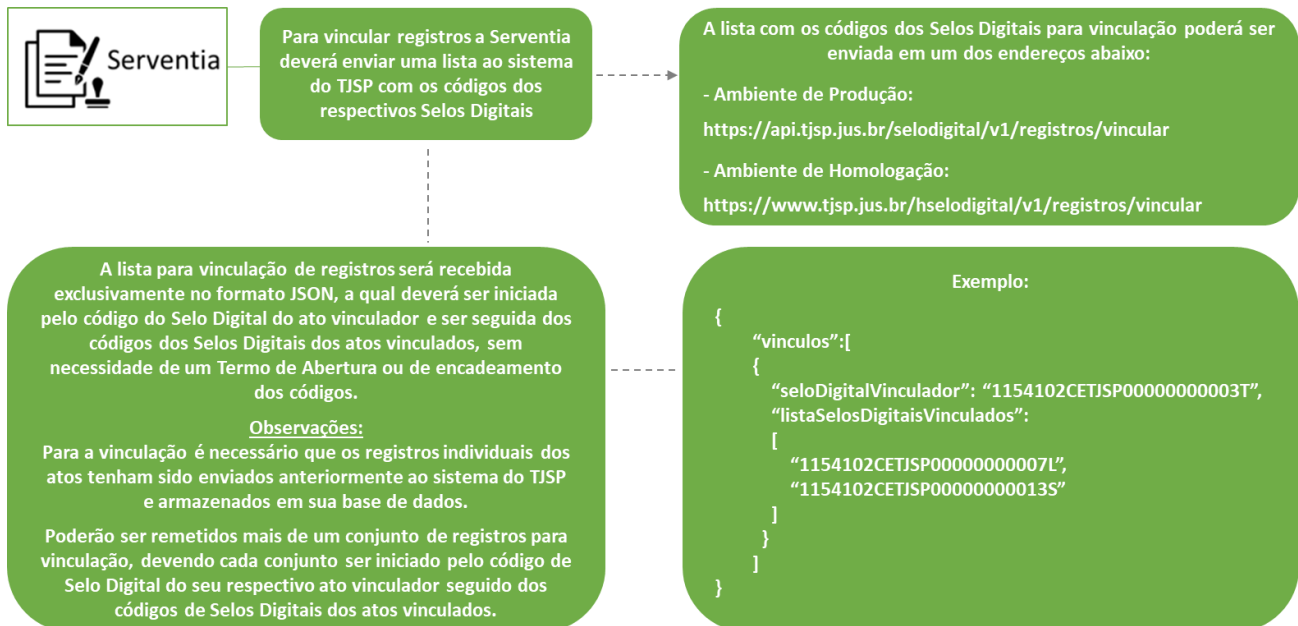 Serventia
Para vincular registros a Serventia
deverá enviar uma lista ao sistema
do TJSP com os códigos dos
respectivos Selos Digitais
A lista com os códigos dos Selos Digitais para vinculação poderá ser
enviada em um dos endereços abaixo:
- Ambiente de Produção:
https://api.tjsp.jus.br/selodigital/v1/registros/vincular
- Ambiente de Homologação:
https://www.tjsp.jus.br/hselodigital/v1/registros/vincular
A lista para vinculação de registros será recebida
exclusivamente no formato JSON, a qual deverá ser iniciada
pelo código do Selo Digital do ato vinculador e ser seguida dos
códigos dos Selos Digitais dos atos vinculados, sem
necessidade de um Termo de Abertura ou de encadeamento
dos códigos.
Observações:
Para a vinculação é necessário que os registros individuais dos
atos tenham sido enviados anteriormente ao sistema do TJSP
e armazenados em sua base de dados.
Poderão ser remetidos mais de um conjunto de registros para
vinculação, devendo cada conjunto ser iniciado pelo código de
Selo Digital do seu respectivo ato vinculador seguido dos
códigos de Selos Digitais dos atos vinculados.
Exemplo:
{
“vinculos”:[
{
“seloDigitalVinculador”: “1154102CETJSP00000000003T”,
“listaSelosDigitaisVinculados”:
[
“1154102CETJSP00000000007L”,
“1154102CETJSP00000000013S”
]
}
]
}